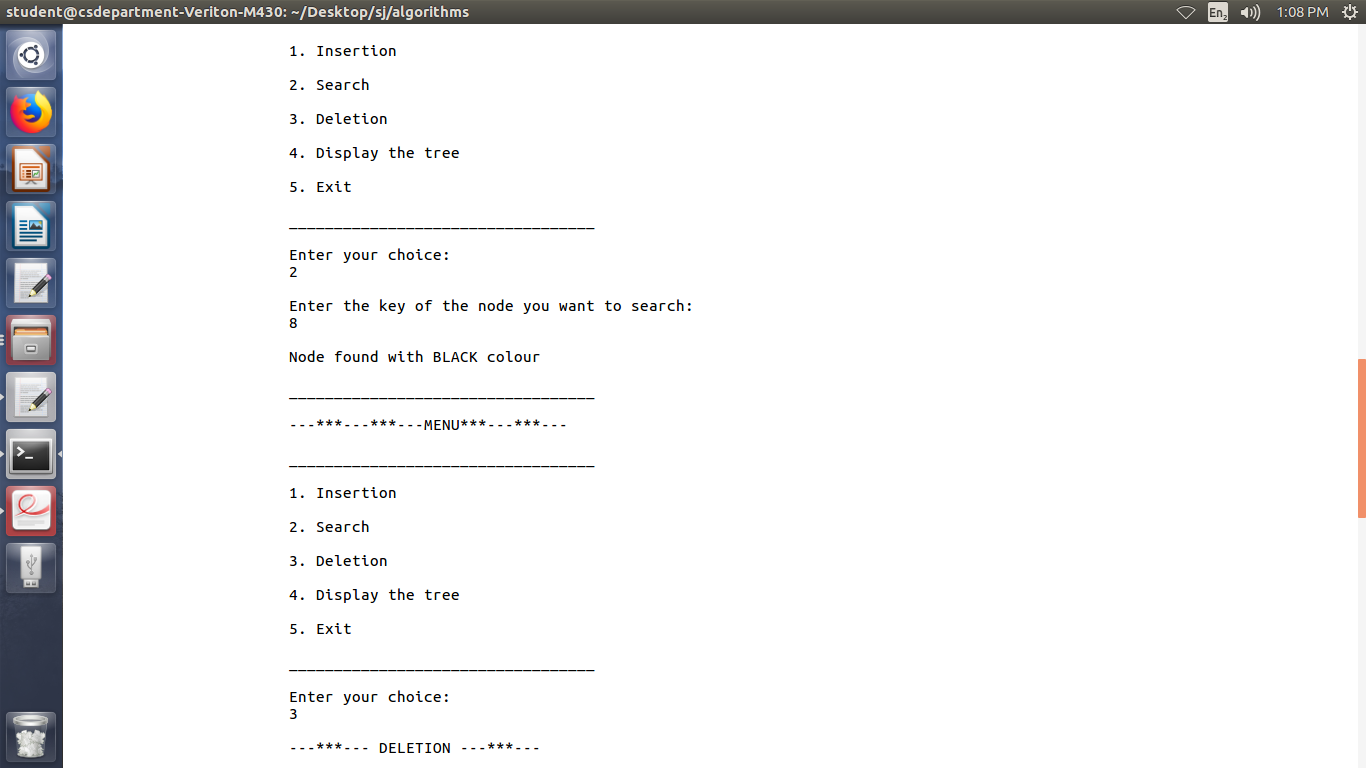 student@csdepartment-Veriton-M430: ~/Desktop/sj/algorithms
En2 1:08 PM
1. Insertion
2. Search
3. Deletion
4. Display the tree
5. Exit
__________________________________
Enter your choice:
2
Enter the key of the node you want to search:
8
Node found with BLACK colour
__________________________________
---***---***---MENU***---***---
__________________________________
1. Insertion
2. Search
3. Deletion
4. Display the tree
5. Exit
__________________________________
Enter your choice:
3
---***--- DELETION ---***---